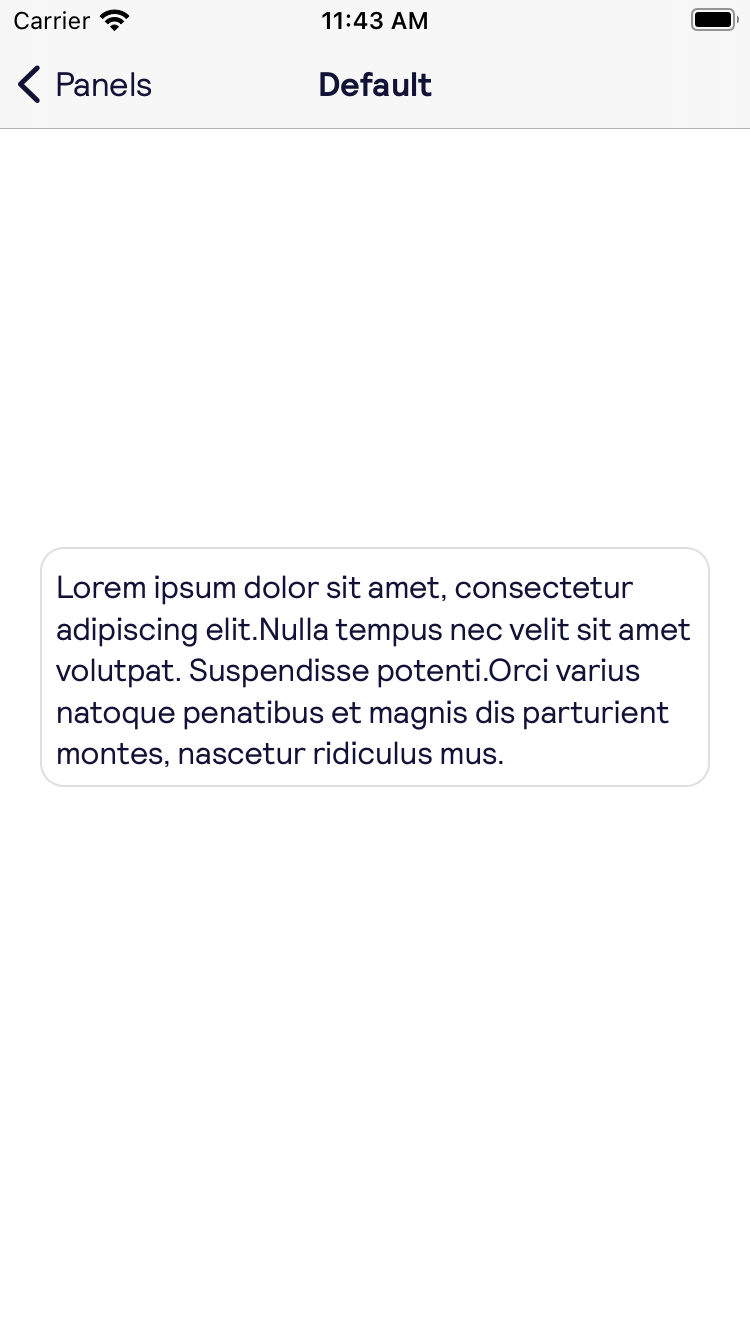 Carrier 11:43 AM
Panels Default
Lorem ipsum dolor sit amet, consectetur
adipiscing elit.Nulla tempus nec velit sit amet
volutpat. Suspendisse potenti.Orci varius
natoque penatibus et magnis dis parturient
montes, nascetur ridiculus mus.